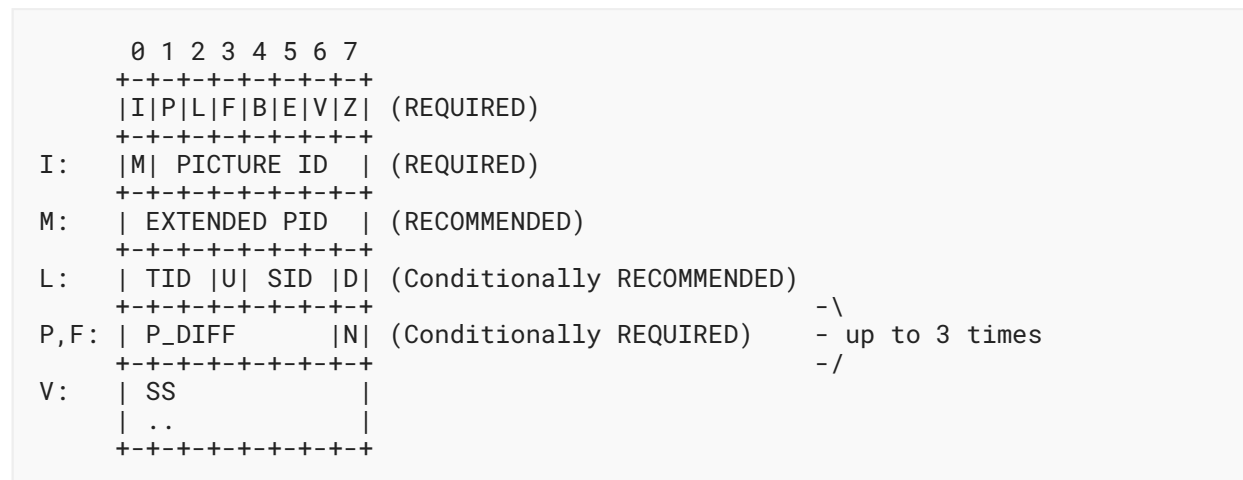 0 1 2 3 4 5 6 7
     +-+-+-+-+-+-+-+-+
     |I|P|L|F|B|E|V|Z| (REQUIRED)
     +-+-+-+-+-+-+-+-+
I:   |M| PICTURE ID  | (REQUIRED)
     +-+-+-+-+-+-+-+-+
M:   | EXTENDED PID  | (RECOMMENDED)
     +-+-+-+-+-+-+-+-+
L:   | TID |U| SID |D| (Conditionally RECOMMENDED)
     +-+-+-+-+-+-+-+-+                             -\
P,F: | P_DIFF      |N| (Conditionally REQUIRED)    - up to 3 times
     +-+-+-+-+-+-+-+-+                             -/
V:   | SS            |
     | ..            |
     +-+-+-+-+-+-+-+-+